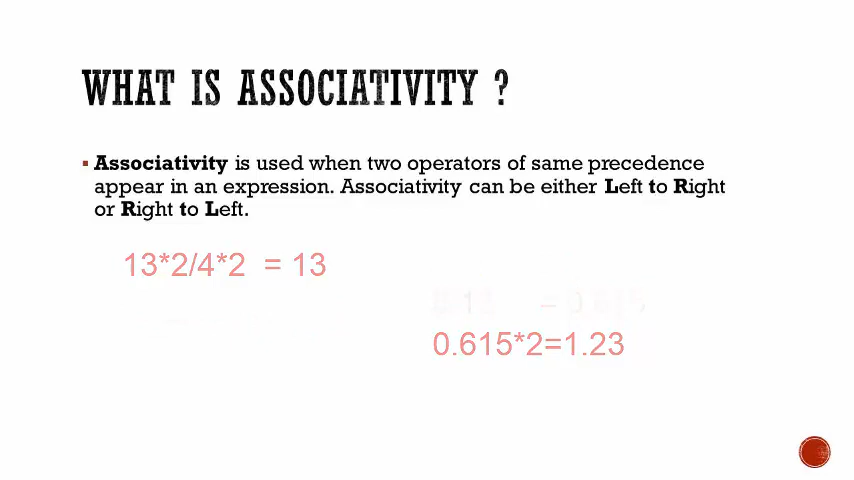 WHAT IS ASSOCIATIVITY ?
▪ Associativity is used when two operators of same precedence
appear in an expression. Associativity can be either Left to Right
or Right to Left.
13*2/4*2 = 13
0.615*2=1.23